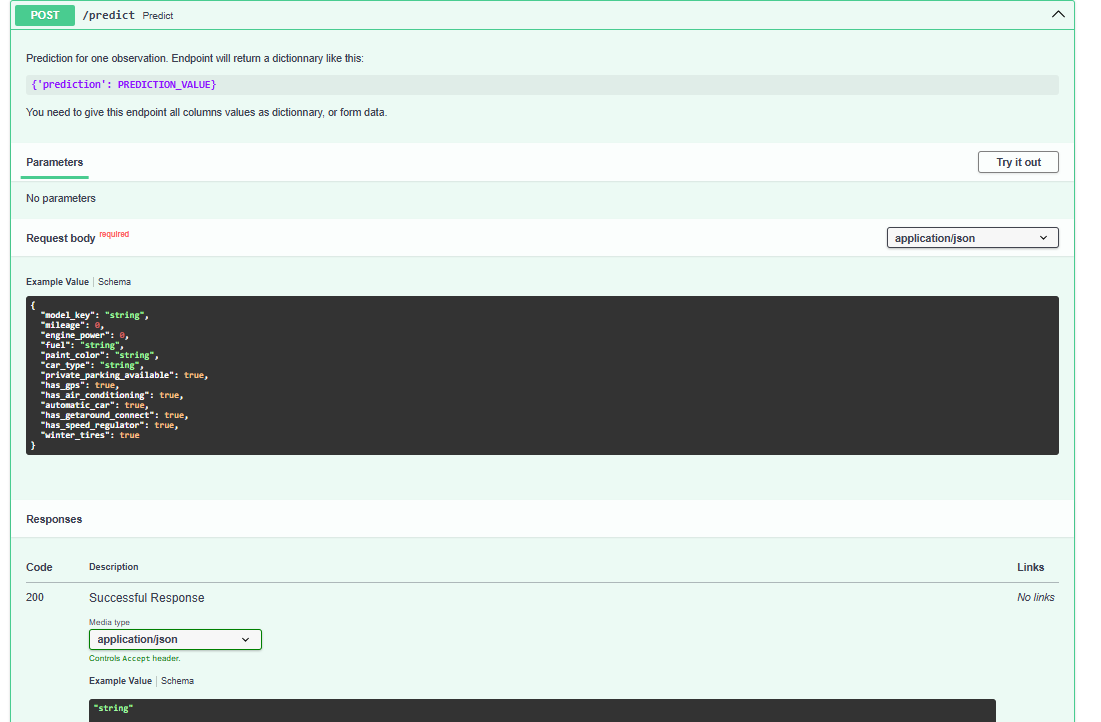 POST /predict Predict
Prediction for one observation. Endpoint will return a dictionnary like this:
{'prediction': PREDICTION_VALUE}
You need to give this endpoint all columns values as dictionnary, or form data.
Parameters
Try it out
No parameters
Request body required
application/json
Example Value | Schema
{
  "model_key": "string",
  "mileage": 0,
  "engine_power": 0,
  "fuel": "string",
  "paint_color": "string",
  "car_type": "string",
  "private_parking_available": true,
  "has_gps": true,
  "has_air_conditioning": true,
  "automatic_car": true,
  "has_getaround_connect": true,
  "has_speed_regulator": true,
  "winter_tires": true
}
Responses
Code Description Links
200 Successful Response No links
Media type
application/json
Controls Accept header.
Example Value | Schema
"string"